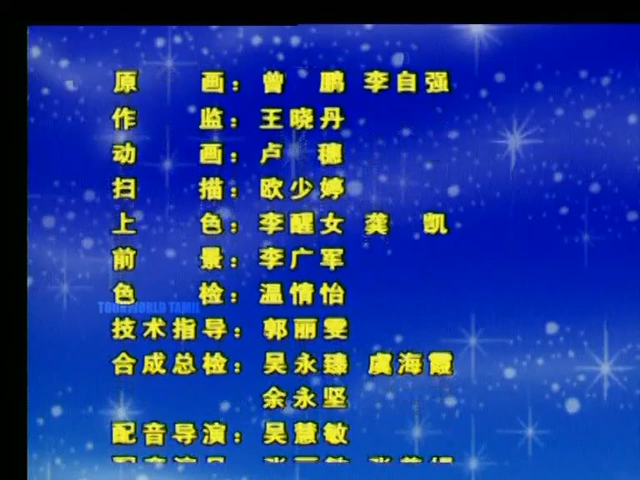 原 画：曾 鹏 李自强
作 监：王晓丹
动 画：卢 穗
扫 描：欧少婷
上 色：李醒女 龚 凯
前 景：李广军
色 检：温情怡
TOONWORLD TAMIL
技术指导：郭丽雯
合成总检：吴永臻 虞海霞
余永坚
配音导演：吴慧敏